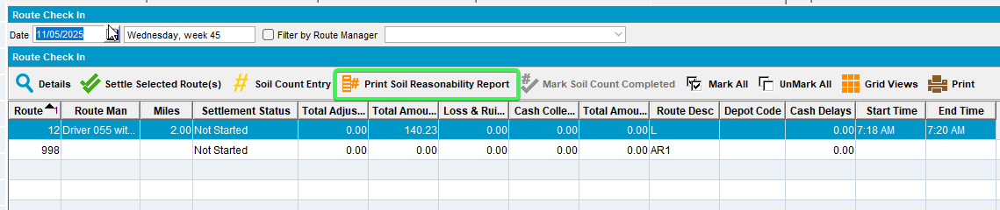 Route Check In
Date 11/05/2025 Wednesday, week 45 Filter by Route Manager
Route Check In
Details Settle Selected Route(s) Soil Count Entry Print Soil Reasonability Report Mark Soil Count Completed Mark All UnMark All Grid Views Print
Route 1 Route Man Miles Settlement Status Total Adjus... Total Amou... Loss & Rui... Cash Colle... Total Amou... Route Desc Depot Code Cash Delays Start Time End Time
12 Driver 055 wit... 2.00 Not Started 0.00 140.23 0.00 0.00 0.00 L 0.00 7:18 AM 7:20 AM
998 Not Started 0.00 0.00 0.00 0.00 0.00 AR1 0.00